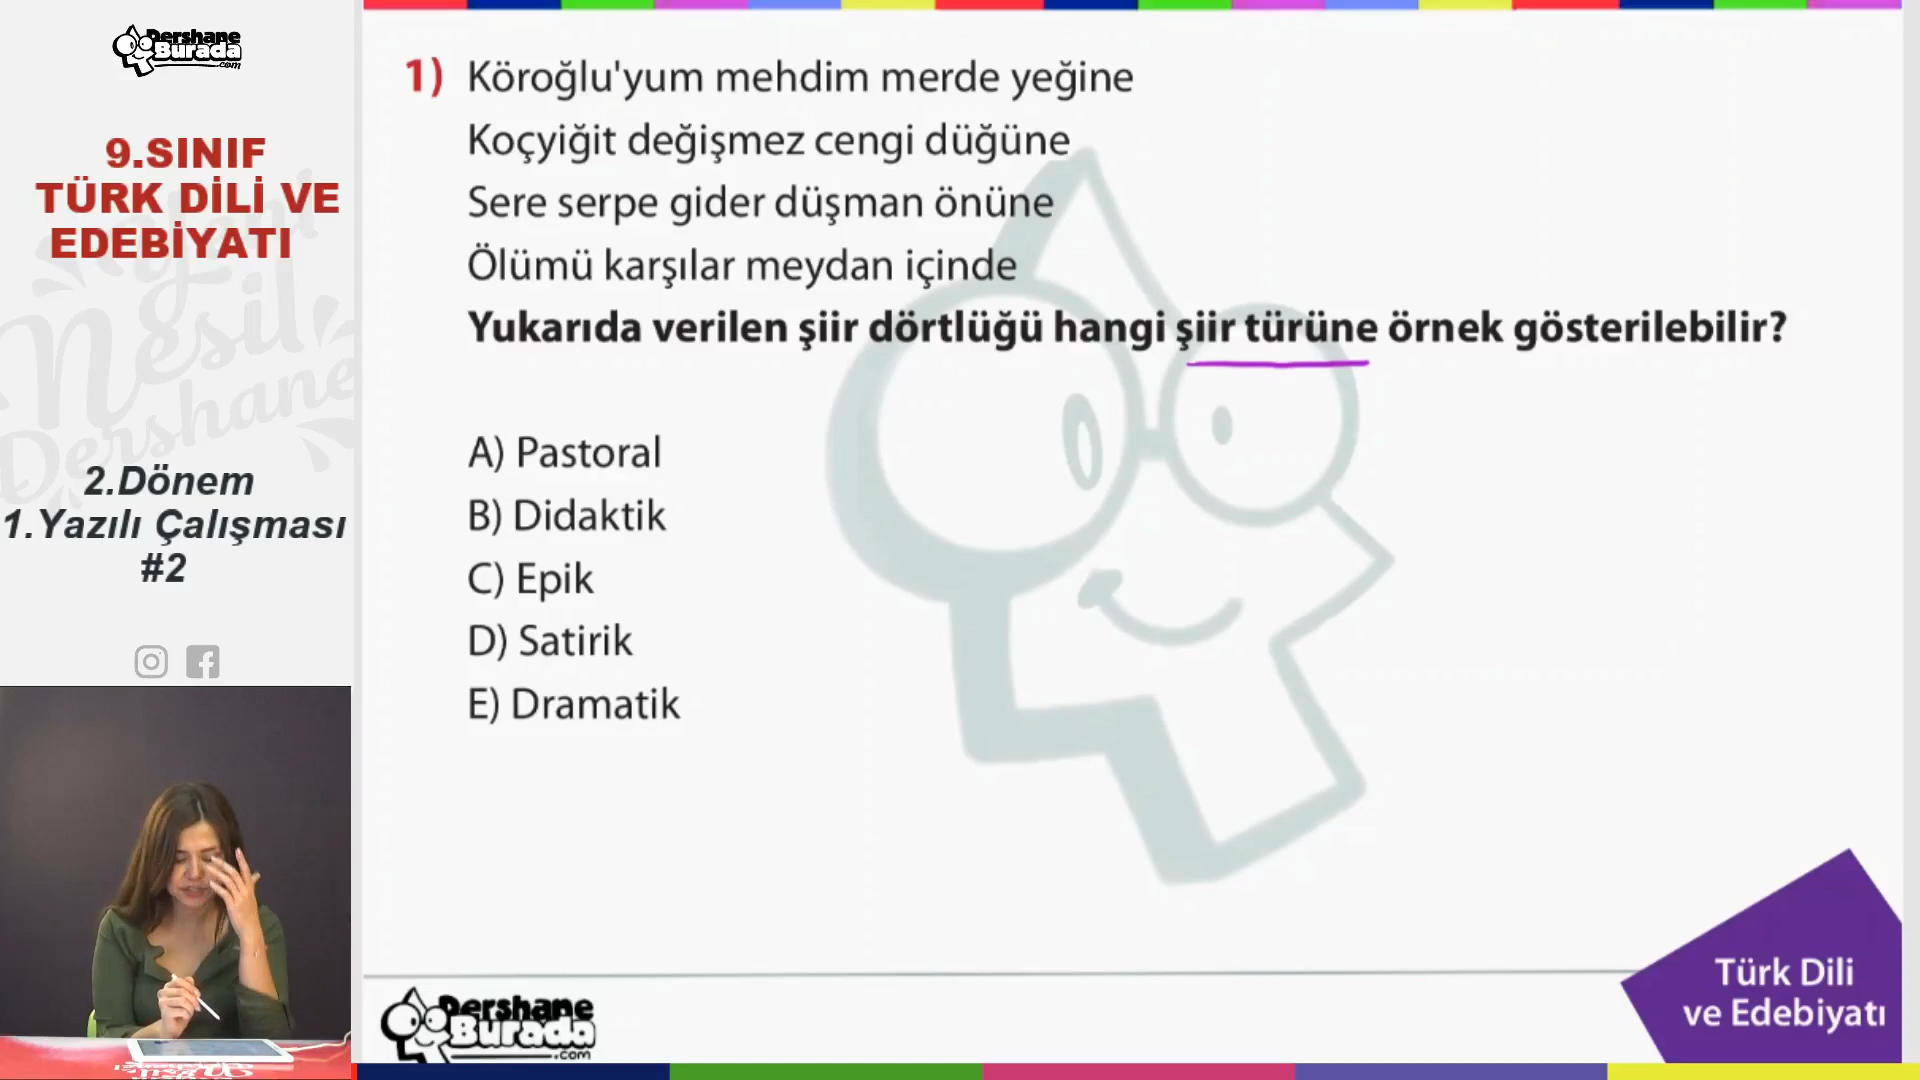 Dershane
Burada
.com
9.SINIF
TÜRK DİLİ VE
EDEBİYATI
Yeni
Nesil
Dershane
2.Dönem
1.Yazılı Çalışması
#2
1) Köroğlu'yum mehdim merde yeğine
Koçyiğit değişmez cengi düğüne
Sere serpe gider düşman önüne
Ölümü karşılar meydan içinde
Yukarıda verilen şiir dörtlüğü hangi şiir türüne örnek gösterilebilir?
A) Pastoral
B) Didaktik
C) Epik
D) Satirik
E) Dramatik
Dershane
Burada
.com
Türk Dili
ve Edebiyatı